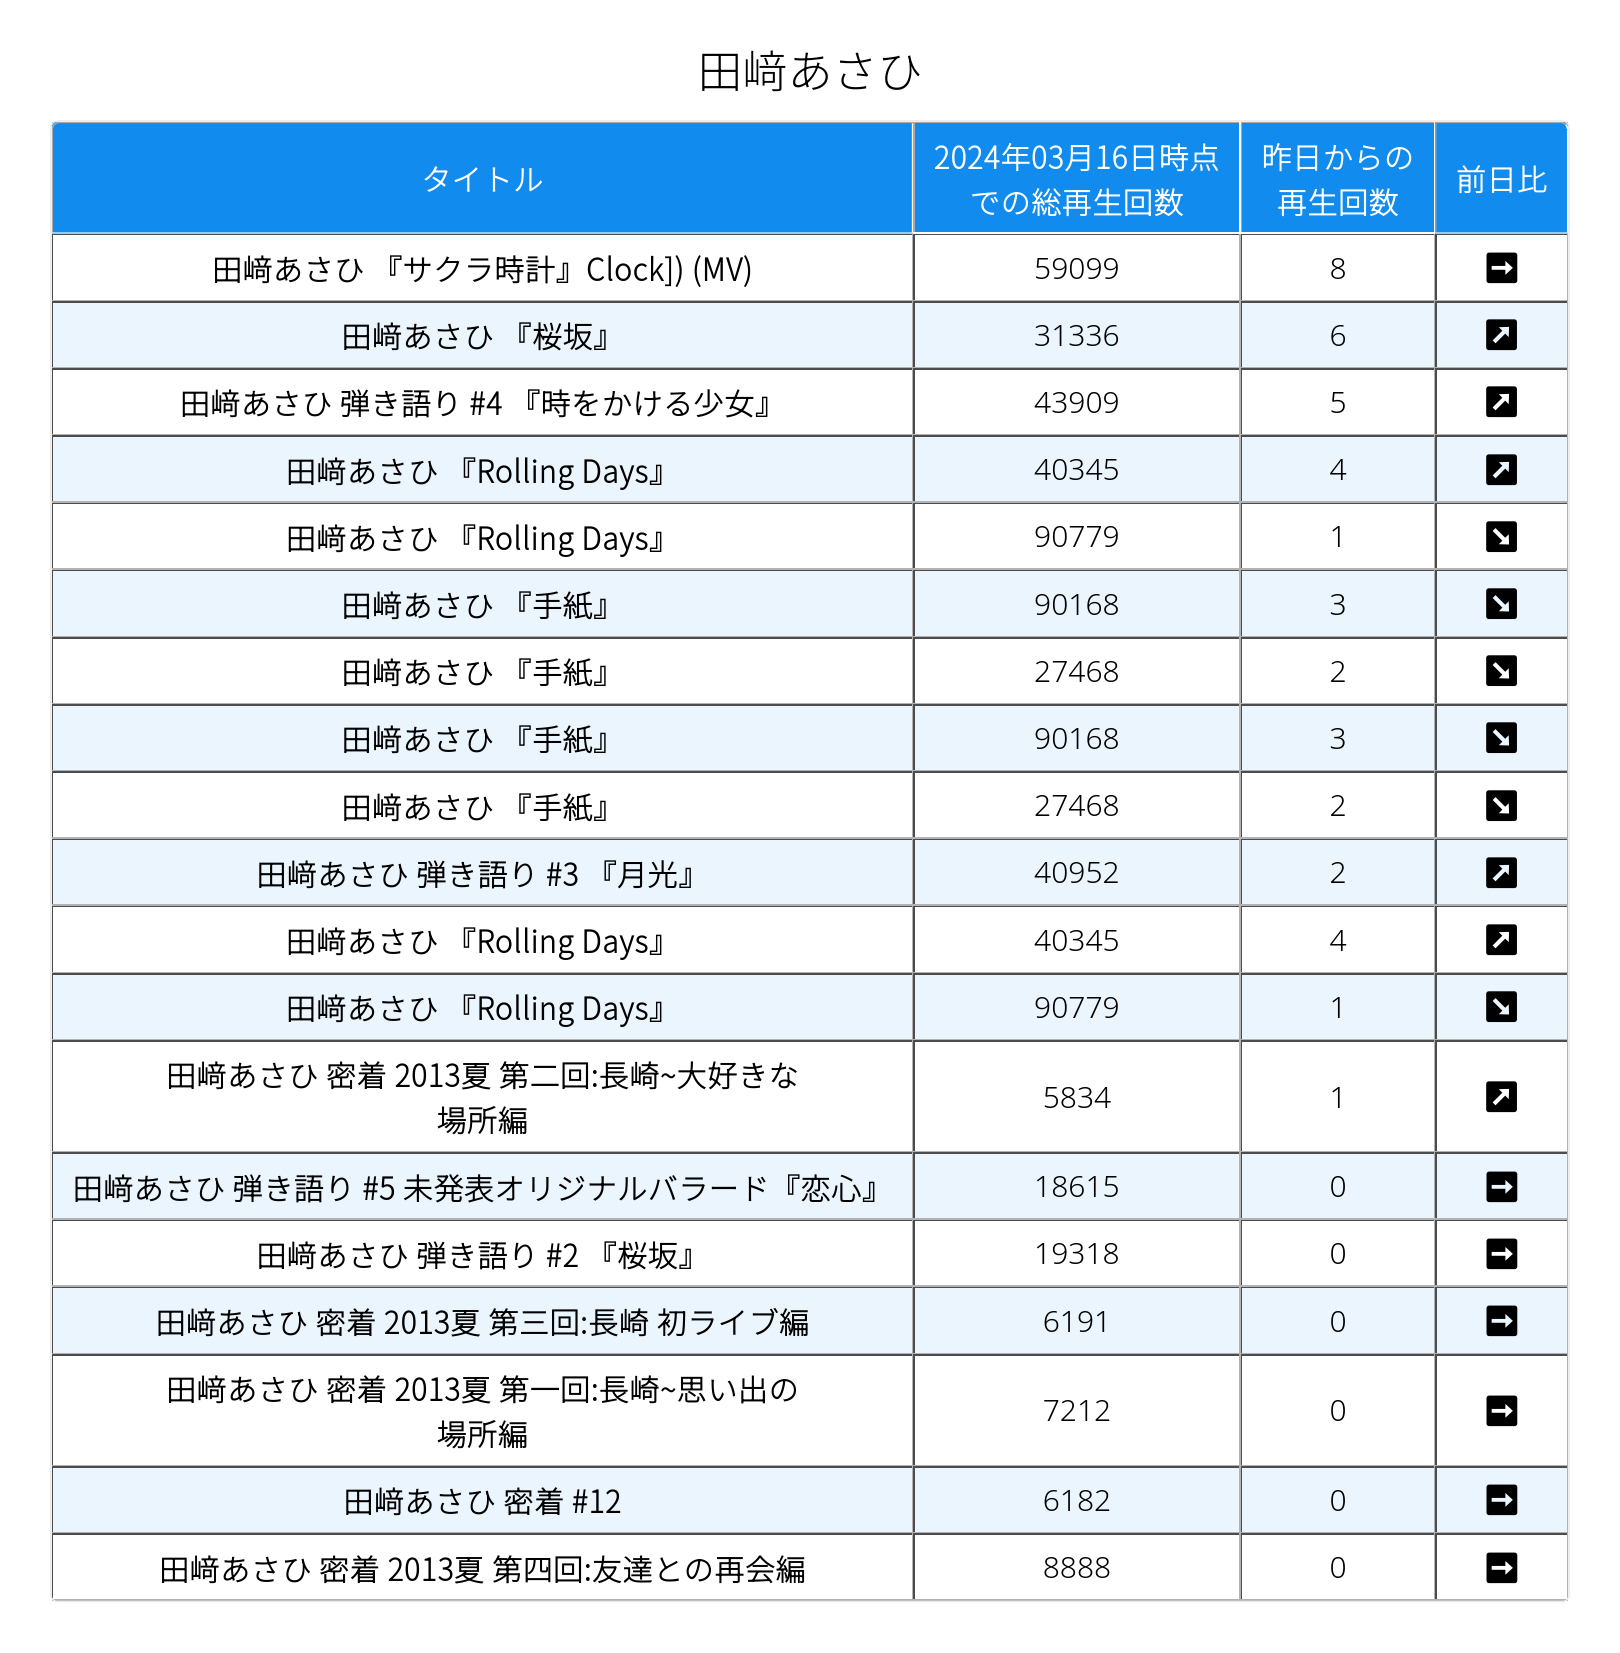 田﨑あさひ
タイトル
2024年03月16日時点
での総再生回数
昨日からの
再生回数
前日比
田﨑あさひ 『サクラ時計』Clock]) (MV) 59099 8 ➡
田﨑あさひ 『桜坂』 31336 6 ↗
田﨑あさひ 弾き語り #4 『時をかける少女』 43909 5 ↗
田﨑あさひ 『Rolling Days』 40345 4 ↗
田﨑あさひ 『Rolling Days』 90779 1 ↘
田﨑あさひ 『手紙』 90168 3 ↘
田﨑あさひ 『手紙』 27468 2 ↘
田﨑あさひ 『手紙』 90168 3 ↘
田﨑あさひ 『手紙』 27468 2 ↘
田﨑あさひ 弾き語り #3 『月光』 40952 2 ↗
田﨑あさひ 『Rolling Days』 40345 4 ↗
田﨑あさひ 『Rolling Days』 90779 1 ↘
田﨑あさひ 密着 2013夏 第二回:長崎~大好きな
場所編 5834 1 ↗
田﨑あさひ 弾き語り #5 未発表オリジナルバラード『恋心』 18615 0 ➡
田﨑あさひ 弾き語り #2 『桜坂』 19318 0 ➡
田﨑あさひ 密着 2013夏 第三回:長崎 初ライブ編 6191 0 ➡
田﨑あさひ 密着 2013夏 第一回:長崎~思い出の
場所編 7212 0 ➡
田﨑あさひ 密着 #12 6182 0 ➡
田﨑あさひ 密着 2013夏 第四回:友達との再会編 8888 0 ➡